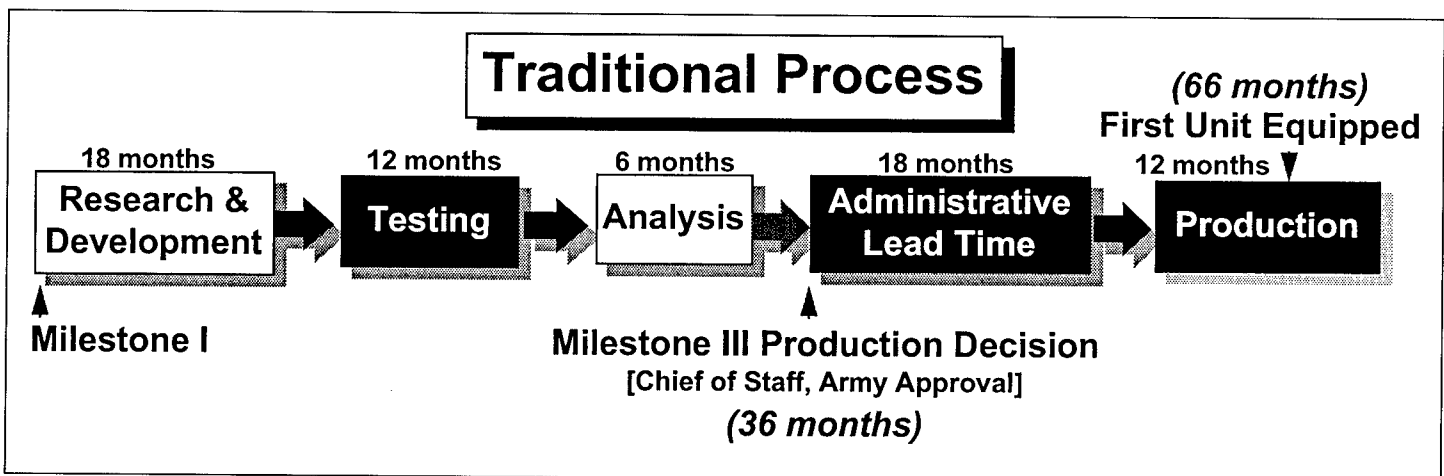 Traditional Process
(66 months)
First Unit Equipped
18 months
Research &
Development
12 months
Testing
6 months
Analysis
18 months
Administrative
Lead Time
12 months
Production
Milestone I
Milestone III Production Decision
[Chief of Staff, Army Approval]
(36 months)